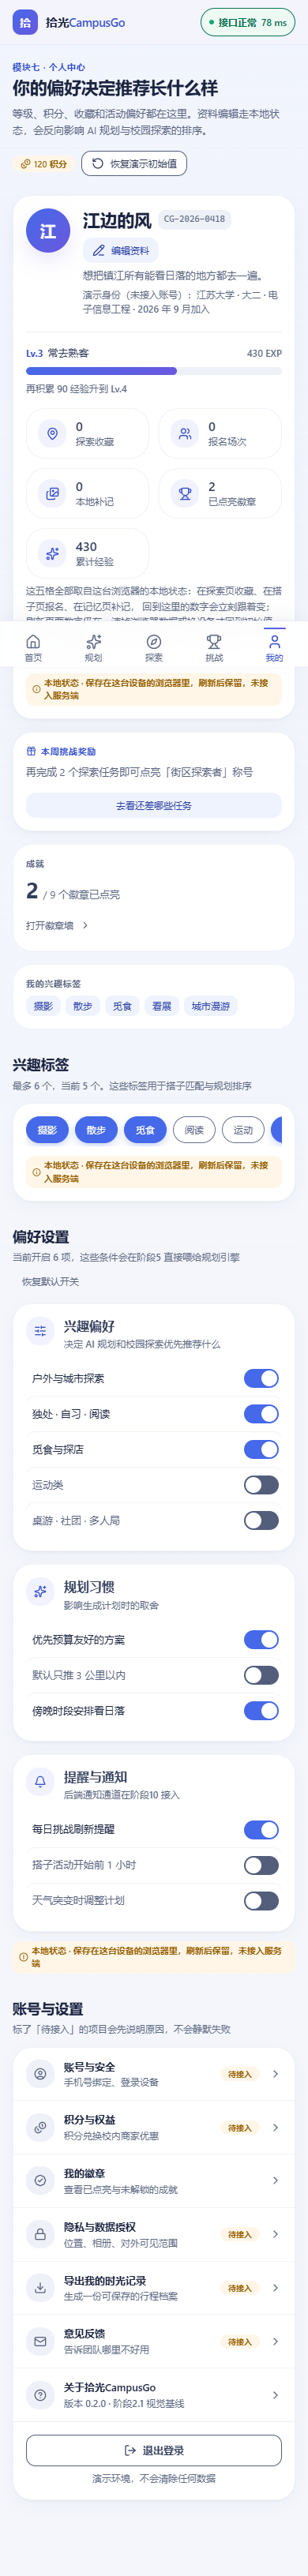 拾 拾光CampusGo
接口正常 78 ms
模块七 · 个人中心
你的偏好决定推荐长什么样
等级、积分、收藏和活动偏好都在这里。资料编辑本地状
态，会反向影响 AI 规划与校园探索的排序。
120 积分
恢复演示初始值
江
江边的风 CG-2026-0418
编辑资料
想把镇江所有能看日落的地方都去一遍。
演示身份（未接入账号）：江苏大学 · 大二 · 电
子信息工程 · 2026 年 9 月加入
Lv.3 常去熟客 430 EXP
再积累 90 经验升到 Lv.4
0
探索收藏
0
报名场次
0
本地补记
2
已点亮徽章
430
累计经验
这五格全部取自这台浏览器的本地状态：在探索页收藏、在搭
子页报名、在记忆页补记，回到这里的数字会立刻跟着变；
首页
规划
探索
挑战
我的
本地状态 · 保存在这台设备的浏览器里，刷新后保留，未接
入服务端
本周挑战奖励
再完成 2 个探索任务即可点亮「街区探索者」称号
去看还差哪些任务
成就
2 / 9 个徽章已点亮
打开徽章墙
我的兴趣标签
摄影 散步 觅食 看展 城市漫游
兴趣标签
最多 6 个，当前 5 个。这些标签用于搭子匹配与规划排序
摄影 散步 觅食 阅读 运动
本地状态 · 保存在这台设备的浏览器里，刷新后保留，未接
入服务端
偏好设置
当前开启 6 项，这些条件会在阶段5 直接喂给规划引擎
恢复默认开关
兴趣偏好
决定 AI 规划和校园探索优先推荐什么
户外与城市探索
独处 · 自习 · 阅读
觅食与探店
运动类
桌游 · 社团 · 多人局
规划习惯
影响生成计划时的取舍
优先预算友好的方案
默认只推 3 公里以内
傍晚时段安排看日落
提醒与通知
后端通知通道在阶段10 接入
每日挑战刷新提醒
搭子活动开始前 1 小时
天气突变时调整计划
本地状态 · 保存在这台设备的浏览器里，刷新后保留，未接入服务
端
账号与设置
标了「待接入」的项目会先说明原因，不会静默失败
账号与安全
手机号绑定、登录设备
待接入
积分与权益
积分兑换校内商家优惠
待接入
我的徽章
查看已点亮与未解锁的成就
隐私与数据授权
位置、相册、对外可见范围
待接入
导出我的时光记录
生成一份可保存的行程档案
待接入
意见反馈
告诉团队哪里不好用
待接入
关于拾光CampusGo
版本 0.2.0 · 阶段2.1 视觉基线
退出登录
演示环境，不会清除任何数据